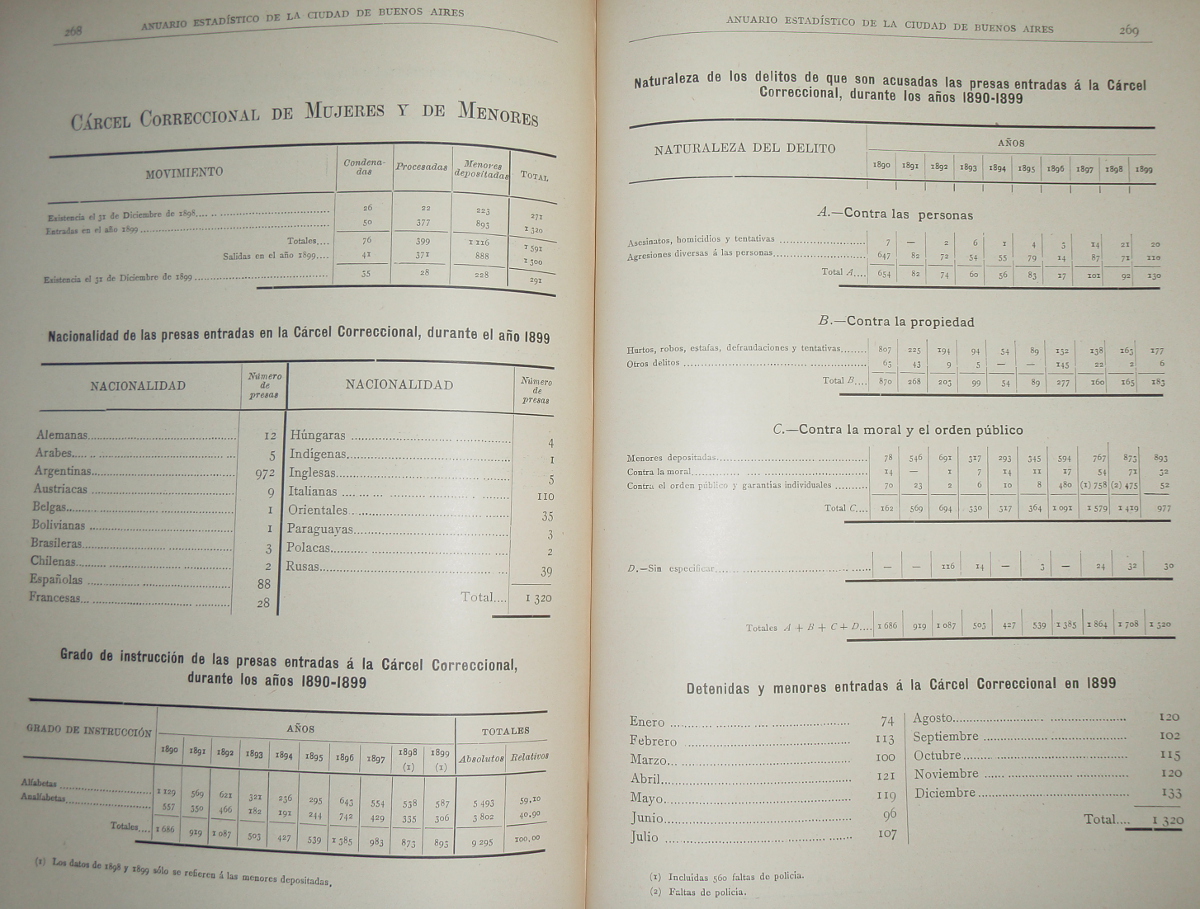 268 ANUARIO ESTADÍSTICO DE LA CIUDAD DE BUENOS AIRES
CÁRCEL CORRECCIONAL DE MUJERES Y DE MENORES
MOVIMIENTO Condena-das Procesadas Menores depositadas TOTAL
Existencia el 31 de Diciembre de 1898 26 22 223 271
Entradas en el año 1899 50 377 893 1 320
Totales 76 399 1 116 1 591
Salidas en el año 1899 41 371 888 1 300
Existencia el 31 de Diciembre de 1899 35 28 228 291
Nacionalidad de las presas entradas en la Cárcel Correccional, durante el año 1899
NACIONALIDAD Número de presas NACIONALIDAD Número de presas
Alemanas 12 Húngaras 4
Arabes 5 Indígenas 1
Argentinas 972 Inglesas 5
Austriacas 9 Italianas 110
Belgas 1 Orientales 35
Bolivianas 1 Paraguayas 3
Brasileras 3 Polacas 2
Chilenas 2 Rusas 39
Españolas 88
Francesas 28 Total 1 320
Grado de instrucción de las presas entradas á la Cárcel Correccional,
durante los años 1890-1899
GRADO DE INSTRUCCIÓN AÑOS TOTALES
1890 1891 1892 1893 1894 1895 1896 1897 1898 (1) 1899 (1) Absolutos Relativos
Alfabetas 1 129 569 621 321 236 295 643 554 538 587 5 493 59,10
Analfabetas 557 350 466 182 191 244 742 429 335 306 3 802 40,90
Totales 1 686 919 1 087 503 427 539 1 385 983 873 893 9 295 100,00
(1) Los datos de 1898 y 1899 sólo se refieren á las menores depositadas.
ANUARIO ESTADÍSTICO DE LA CIUDAD DE BUENOS AIRES 269
Naturaleza de los delitos de que son acusadas las presas entradas á la Cárcel
Correccional, durante los años 1890-1899
NATURALEZA DEL DELITO AÑOS
1890 1891 1892 1893 1894 1895 1896 1897 1898 1899
A.—Contra las personas
Asesinatos, homicidios y tentativas 7 — 2 6 1 4 3 14 21 20
Agresiones diversas á las personas 647 82 72 54 55 79 14 87 71 110
Total A 654 82 74 60 56 83 17 101 92 130
B.—Contra la propiedad
Hurtos, robos, estafas, defraudaciones y tentativas 807 225 194 94 54 89 132 138 163 177
Otros delitos 63 43 9 5 — — 145 22 2 6
Total B 870 268 203 99 54 89 277 160 165 183
C.—Contra la moral y el orden público
Menores depositadas 78 546 691 317 293 345 594 767 873 893
Contra la moral 14 — 1 7 14 11 17 54 71 32
Contra el orden público y garantías individuales 70 23 2 6 10 8 480 (1) 758 (2) 475 52
Total C 162 569 694 330 317 364 1 091 1 579 1 419 977
D.—Sin especificar — — 116 14 — 3 — 24 32 30
Totales A + B + C + D 1 686 919 1 087 503 427 539 1 385 1 864 1 708 1 320
Detenidas y menores entradas á la Cárcel Correccional en 1899
Enero 74 Agosto 120
Febrero 113 Septiembre 102
Marzo 100 Octubre 115
Abril 121 Noviembre 120
Mayo 119 Diciembre 133
Junio 96 Total 1 320
Julio 107
(1) Incluidas 560 faltas de policía.
(2) Faltas de policía.